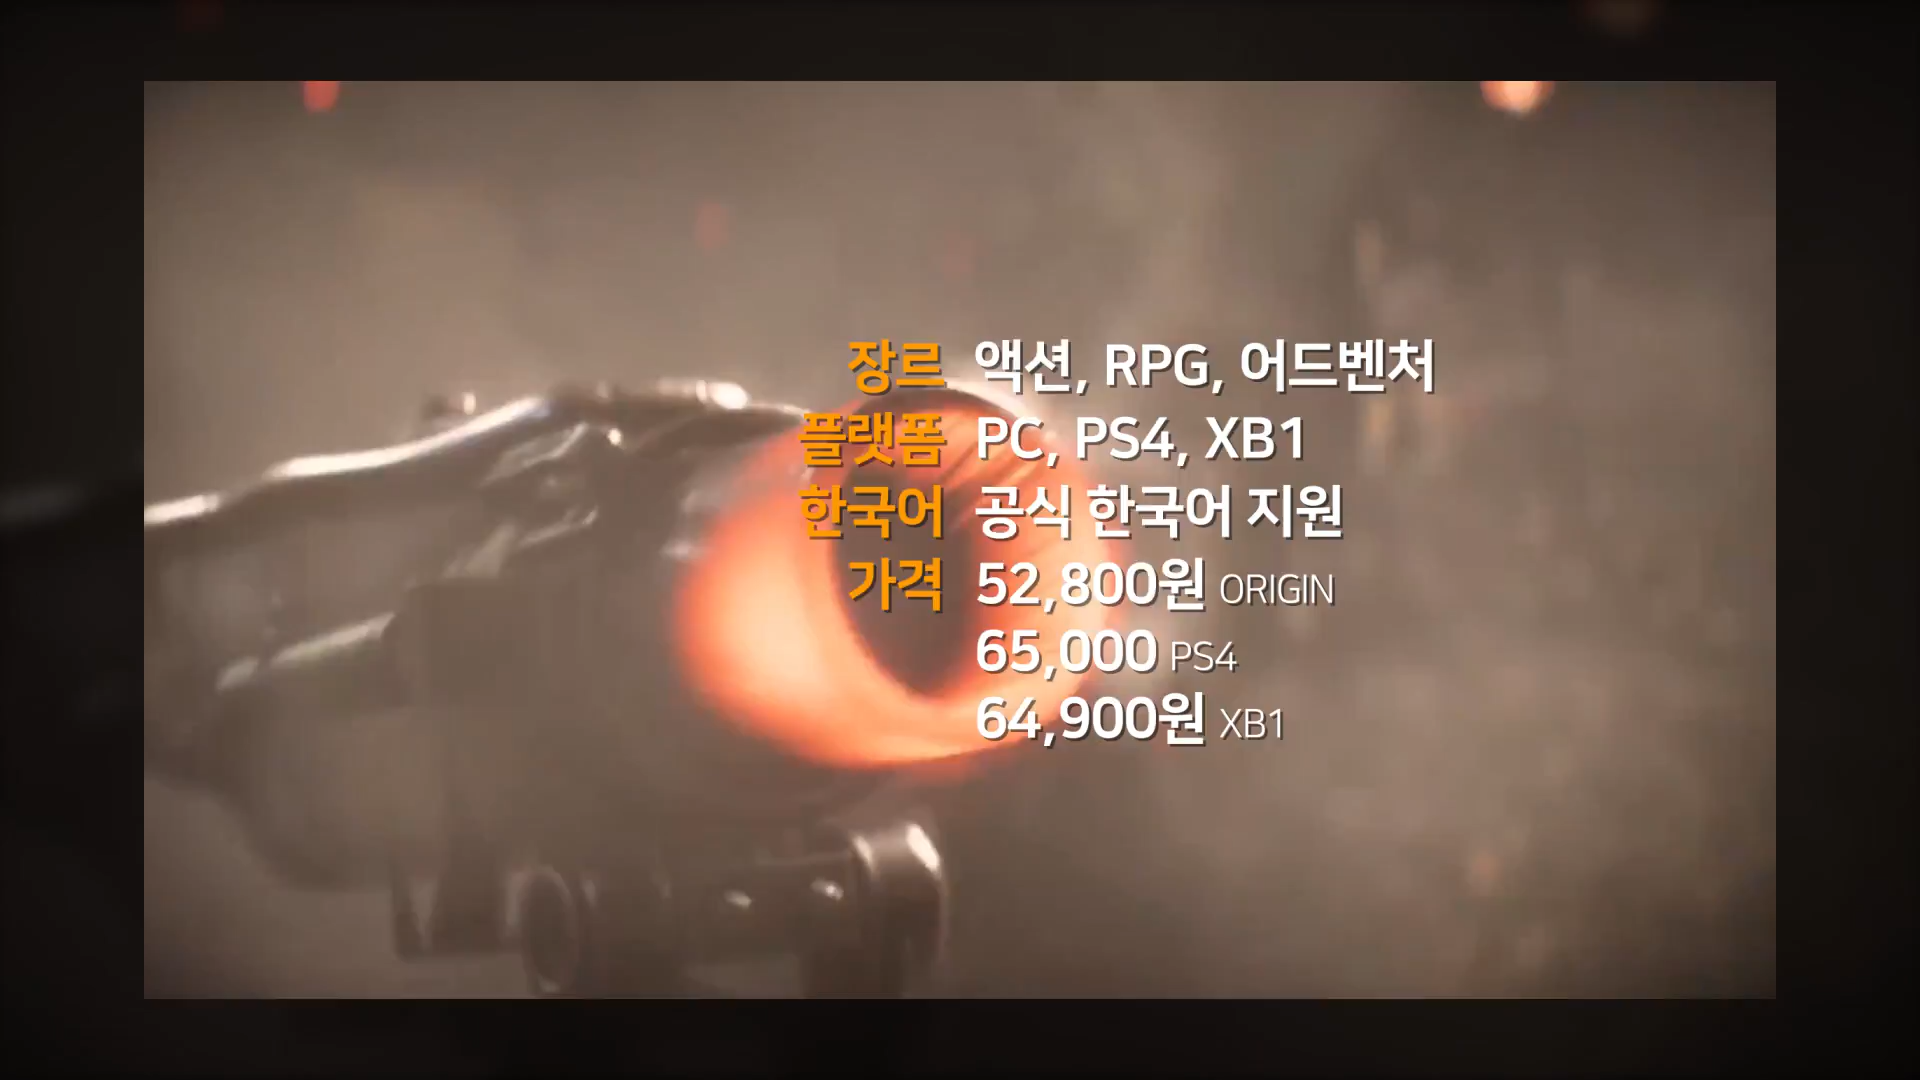 장르 액션, RPG, 어드벤처
플랫폼 PC, PS4, XB1
한국어 공식 한국어 지원
가격 52,800원 ORIGIN
65,000 PS4
64,900원 XB1